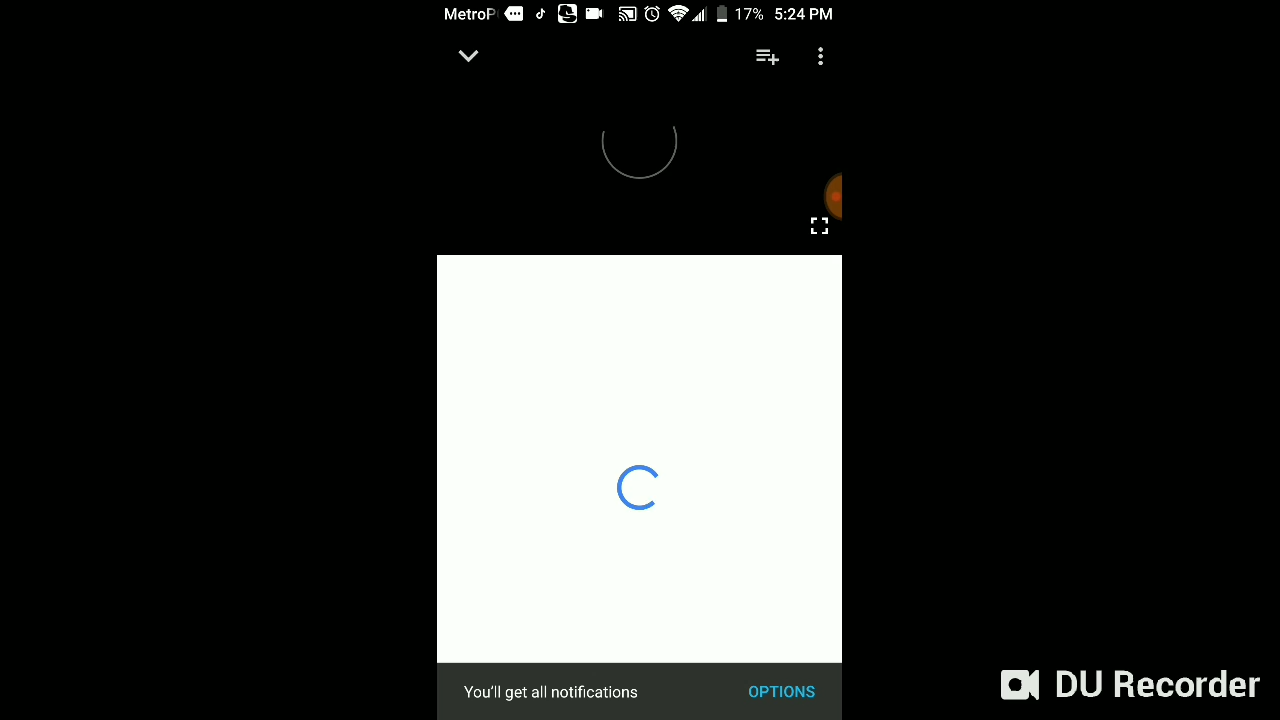 MetroP
17% 5:24 PM
You'll get all notifications
OPTIONS
DU Recorder